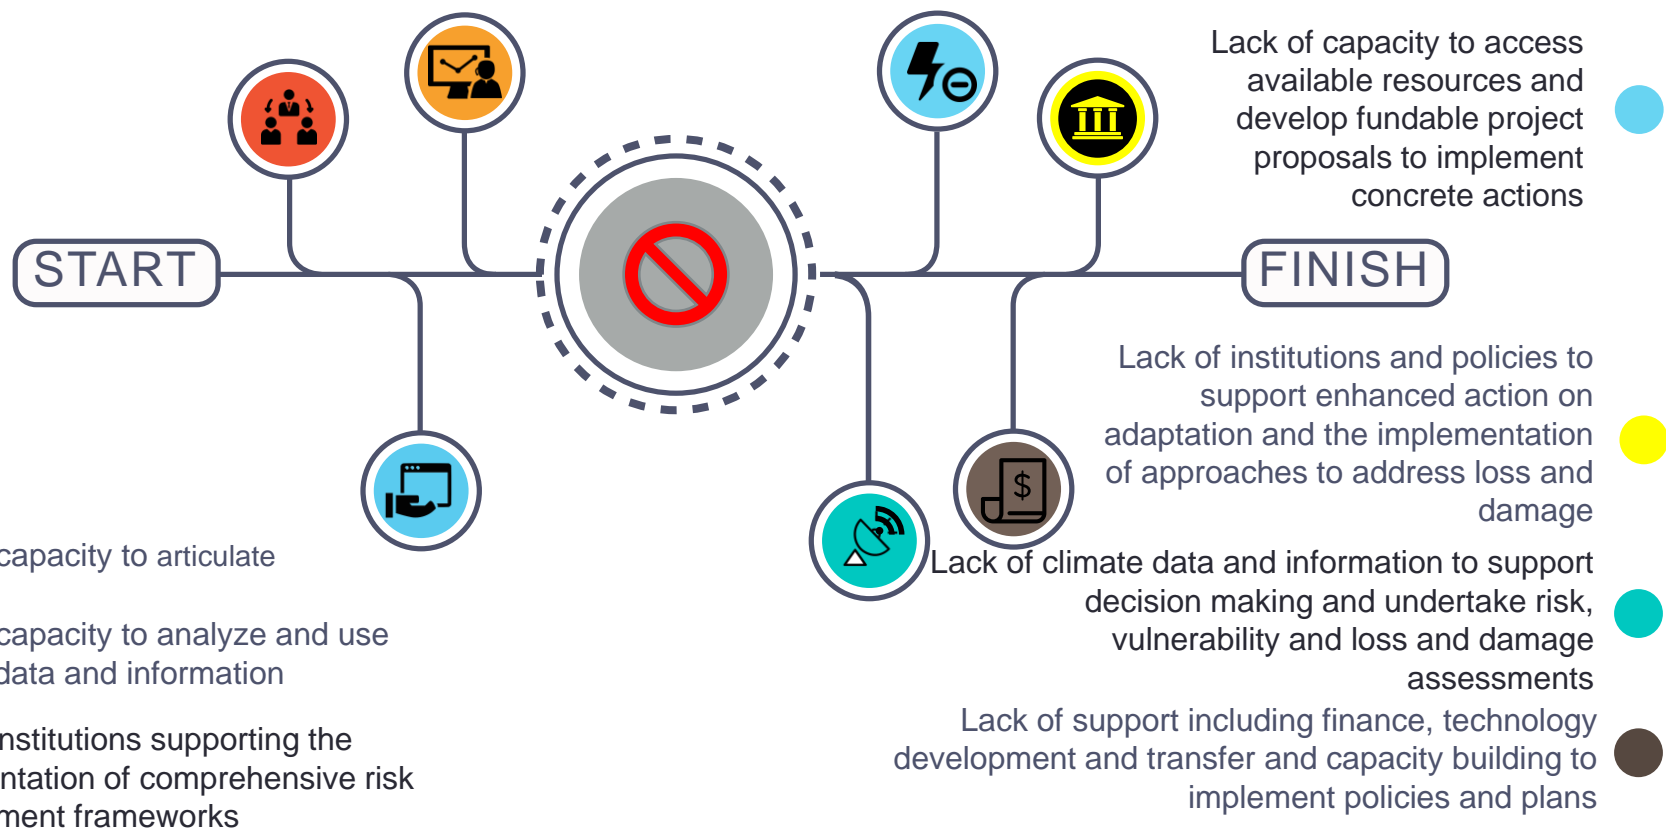 Lack of capacity to access
available resources and
develop fundable project
proposals to implement
concrete actions
START
FINISH
Lack of institutions and policies to
support enhanced action on
adaptation and the implementation
of approaches to address loss and
damage
$
capacity to articulate
Lack of climate data and information to support
decision making and undertake risk,
vulnerability and loss and damage
assessments
capacity to analyze and use
data and information
Lack of support including finance, technology
development and transfer and capacity building to
implement policies and plans
nstitutions supporting the
ntation of comprehensive risk
ment frameworks